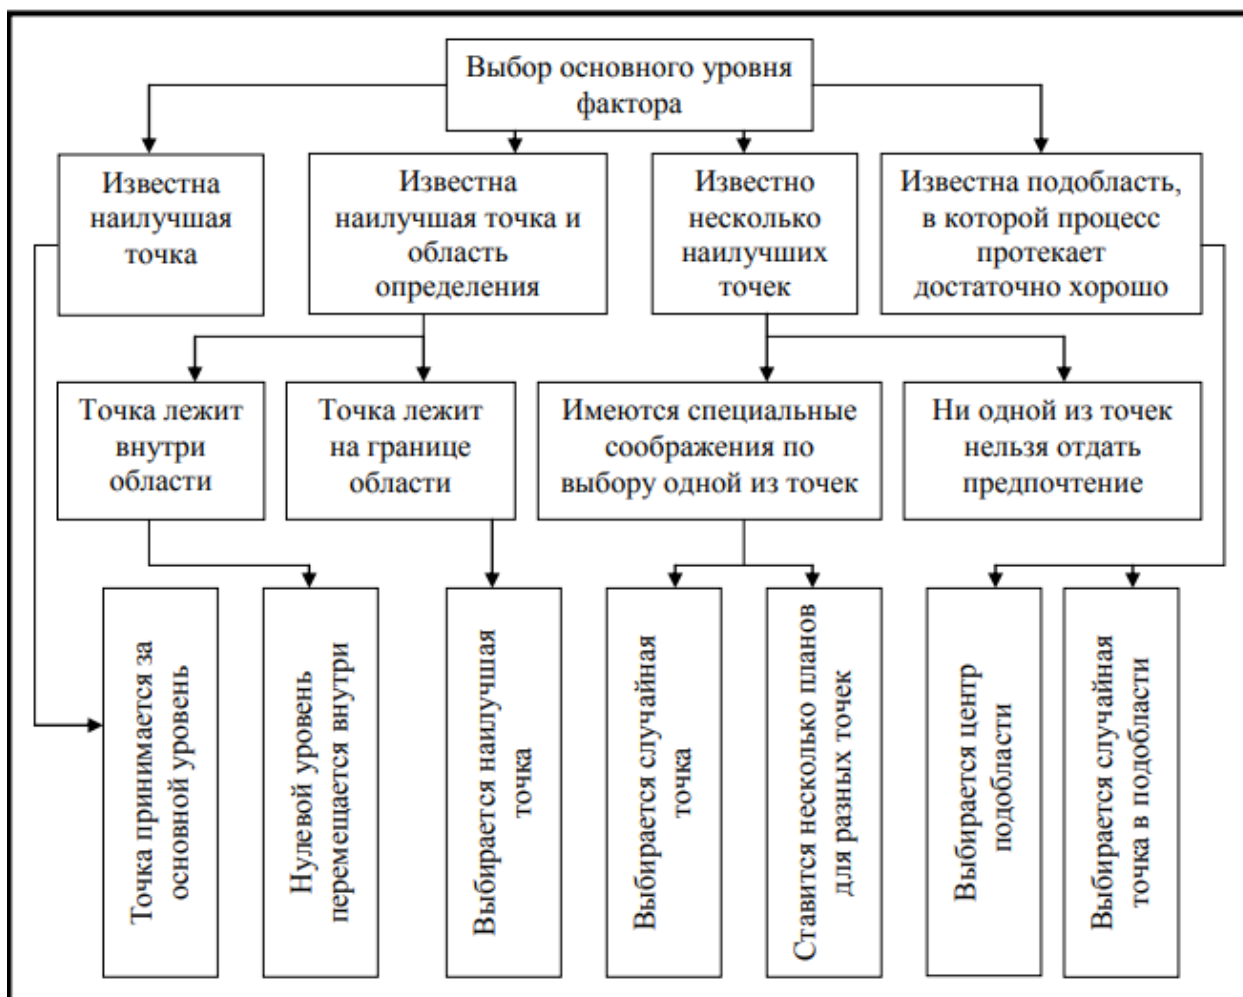 Выбор основного уровня
фактора
Известна
наилучшая
точка
Известна
наилучшая точка и
область
определения
Известно
несколько
наилучших
точек
Известна подобласть,
в которой процесс
протекает
достаточно хорошо
Точка лежит
внутри
области
Точка лежит
на границе
области
Имеются специальные
соображения по
выбору одной из точек
Ни одной из точек
нельзя отдать
предпочтение
Точка принимается за
основной уровень
Нулевой уровень
перемещается внутри
Выбирается наилучшая
точка
Выбирается случайная
точка
Ставится несколько планов
для разных точек
Выбирается центр
подобласти
Выбирается случайная
точка в подобласти